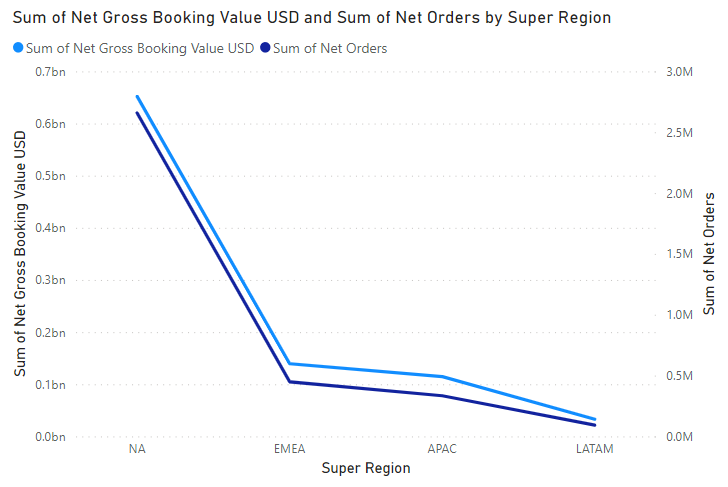 Sum of Net Gross Booking Value USD and Sum of Net Orders by Super Region
Sum of Net Gross Booking Value USD Sum of Net Orders
0.7bn
0.6bn
0.5bn
0.4bn
0.3bn
0.2bn
0.1bn
0.0bn
Sum of Net Gross Booking Value USD
3.0M
2.5M
2.0M
1.5M
1.0M
0.5M
0.0M
Sum of Net Orders
NA EMEA APAC LATAM
Super Region